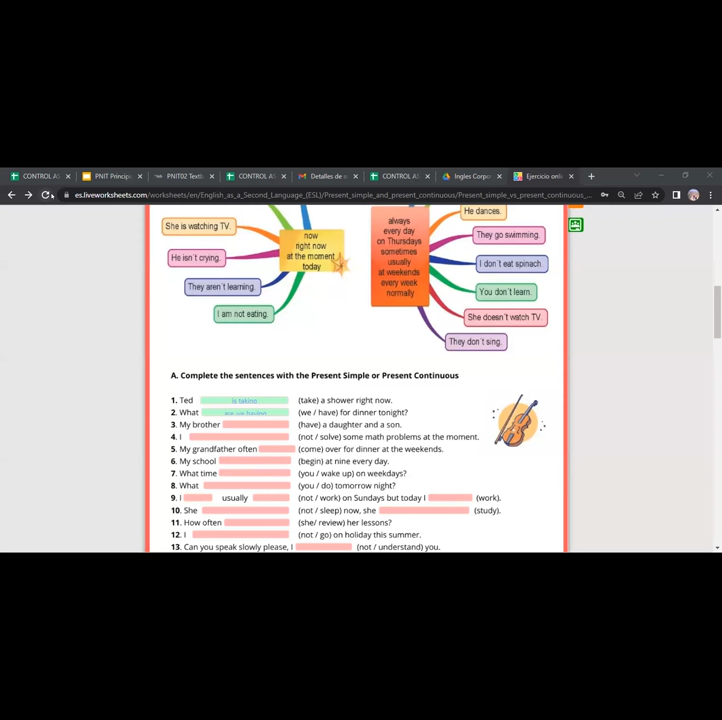 CONTROL AS
PNIT Principa
PNIT02 Textb
CONTROL AS
Detalles de
CONTROL AS
Ingles Corpo
Ejercicio onli
es.liveworksheets.com/worksheets/en/English_as_a_Second_Language_(ESL)/Present_simple_and_present_continuous/Present_simple_vs_present_continuous_...
She is watching TV.
He isn´t crying.
They aren´t learning.
I am not eating.
now
right now
at the moment
today
always
every day
on Thursdays
sometimes
usually
at weekends
every week
normally
He dances.
They go swimming.
I don´t eat spinach.
You don´t learn.
She doesn´t watch TV.
They don´t sing.
A. Complete the sentences with the Present Simple or Present Continuous
1. Ted is taking (take) a shower right now.
2. What are we having (we / have) for dinner tonight?
3. My brother (have) a daughter and a son.
4. I (not / solve) some math problems at the moment.
5. My grandfather often (come) over for dinner at the weekends.
6. My school (begin) at nine every day.
7. What time (you / wake up) on weekdays?
8. What (you / do) tomorrow night?
9. I usually (not / work) on Sundays but today I (work).
10. She (not / sleep) now, she (study).
11. How often (she/ review) her lessons?
12. I (not / go) on holiday this summer.
13. Can you speak slowly please, I (not / understand) you.